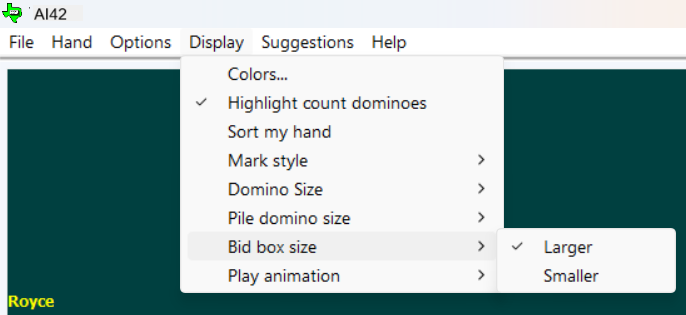 AI42
File Hand Options Display Suggestions Help
Colors...
Highlight count dominoes
Sort my hand
Mark style
Domino Size
Pile domino size
Bid box size
Larger
Play animation
Smaller
Royce